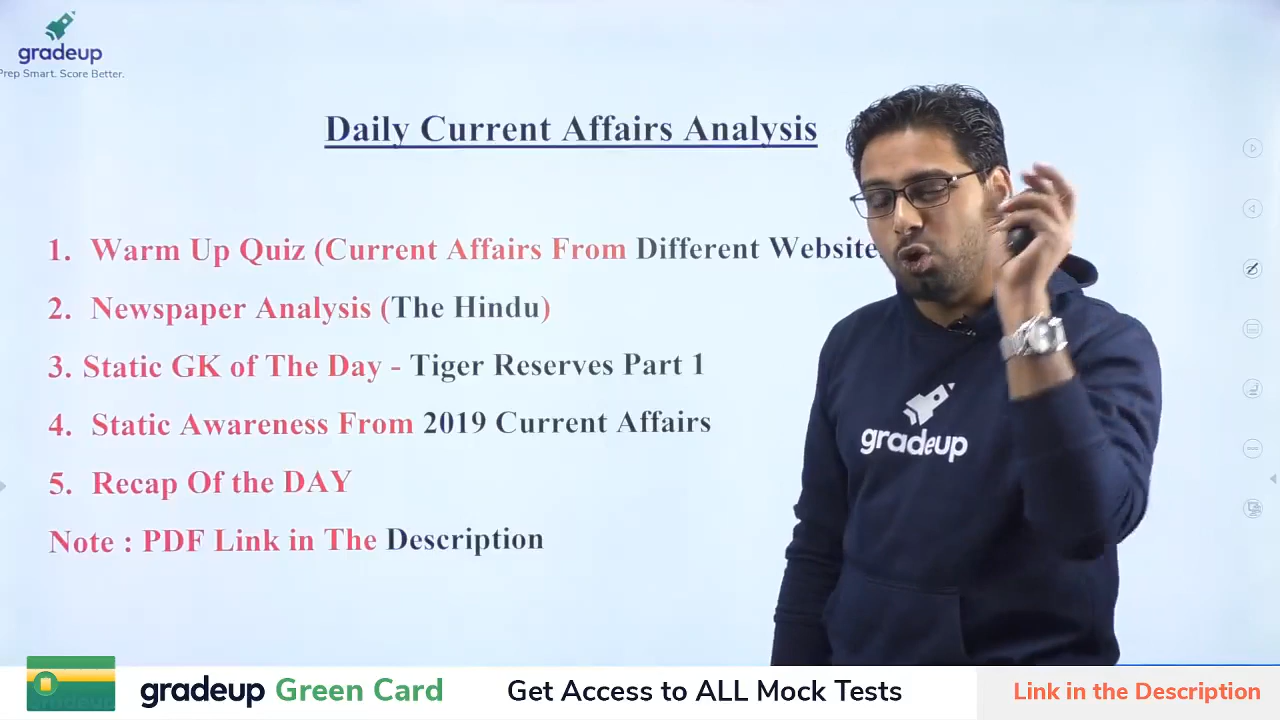 gradeup
Prep Smart. Score Better.
Daily Current Affairs Analysis
1. Warm Up Quiz (Current Affairs From Different Website
2. Newspaper Analysis (The Hindu)
3. Static GK of The Day - Tiger Reserves Part 1
4. Static Awareness From 2019 Current Affairs
5. Recap Of the DAY
Note : PDF Link in The Description
gradeup
gradeup Green Card
Get Access to ALL Mock Tests
Link in the Description